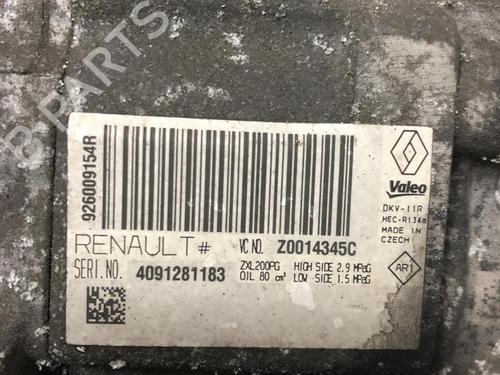 926009154R
Valeo
DKV-11R
HEC-R134a
MADE IN
CZECH
RENAULT # VC NO. Z0014345C
SERI.NO. 4091281183
ZXL200PG HIGH SIDE 2.9 MPaG
OIL 80 cm³ LOW SIDE 1.5 MPaG
AR1
B-PARTS